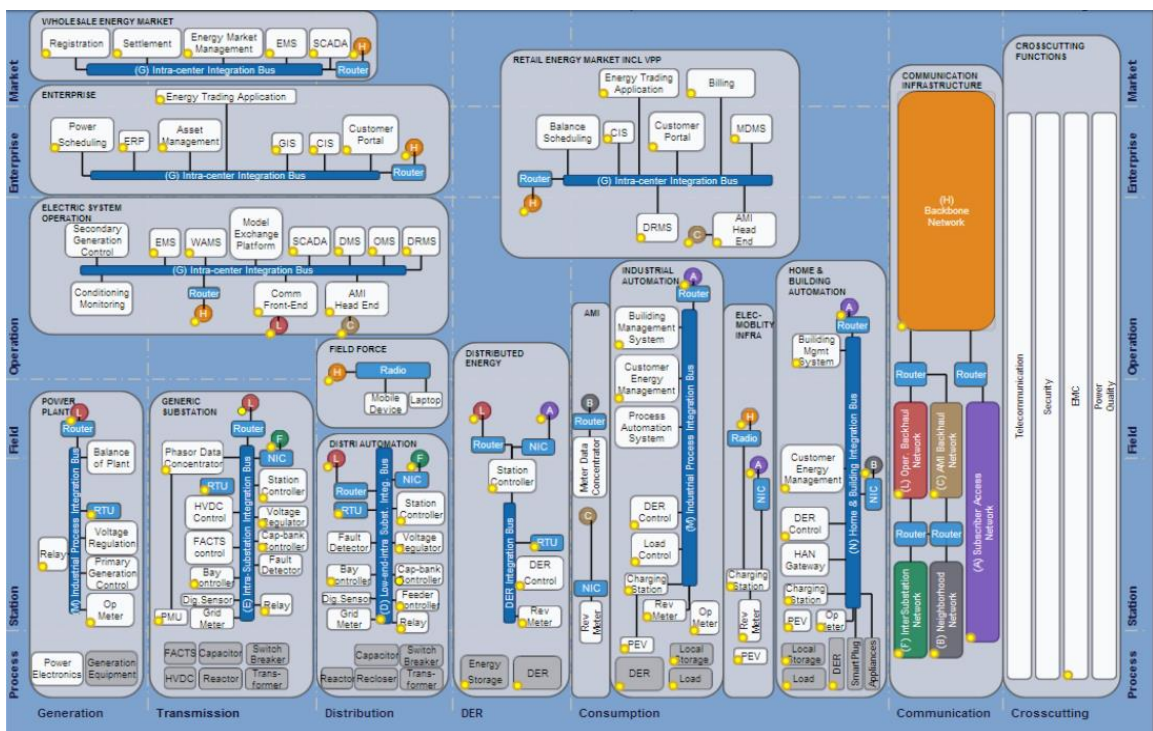 WHOLESALE ENERGY MARKET
Registration
Settlement
Energy Market
Management
EMS
SCADA
H
(G) Intra-center Integration Bus
Router
ENTERPRISE
Energy Trading Application
Power
Scheduling
ERP
Asset
Management
GIS
CIS
Customer
Portal
H
(G) Intra-center Integration Bus
Router
ELECTRIC SYSTEM
OPERATION
Secondary
Generation
Control
EMS
WAMS
Model
Exchange
Platform
SCADA
DMS
OMS
DRMS
(G) Intra-center Integration Bus
Conditioning
Monitoring
Router
H
Comm
Front-End
L
AMI
Head End
C
RETAIL ENERGY MARKET INCL VPP
Energy Trading
Application
Billing
Balance
Scheduling
CIS
Customer
Portal
MDMS
Router
(G) Intra-center Integration Bus
H
DRMS
C
AMI
Head
End
COMMUNICATION
INFRASTRUCTURE
(H)
Backbone
Network
Router
Router
(L) Oper. Backhaul
Network
(C) AMI Backhaul
Network
(A) Subscriber Access
Network
Router
Router
(F) InterSubstation
Network
(B) Neighborhood
Network
CROSSCUTTING
FUNCTIONS
Telecommunication
Security
EMC
Power
Quality
FIELD FORCE
H
Radio
Mobile
Device
Laptop
POWER
PLANT
L
Router
Balance
of Plant
(M) Industrial Process Integration Bus
RTU
Voltage
Regulation
Relay
Primary
Generation
Control
Op
Meter
Power
Electronics
Generation
Equipment
GENERIC
SUBSTATION
L
Router
F
NIC
Phasor Data
Concentrator
RTU
Station
Controller
HVDC
Control
(E) Intra-Substation Integration Bus
Voltage
Regulator
FACTS
control
Cap-bank
Controller
Bay
Controller
Fault
Detector
Dig.Sensor
Relay
PMU
Grid
Meter
FACTS
Capacitor
Switch
Breaker
HVDC
Reactor
Trans-
former
DISTRI AUTOMATION
L
F
Router
NIC
RTU
Station
Controller
(D) Low-end-intra Subst. Integ. Bus
Fault
Detector
Voltage
Regulator
Bay
Controller
Cap-bank
Controller
Dig.Sensor
Feeder
Controller
Grid
Meter
Relay
Capacitor
Switch
Breaker
Reactor
Recloser
Trans-
former
DISTRIBUTED
ENERGY
L
A
Router
NIC
Station
Controller
DER Integration Bus
RTU
DER
Control
Rev
Meter
Energy
Storage
DER
AMI
B
Router
Meter Data
Concentrator
C
NIC
Rev
Meter
INDUSTRIAL
AUTOMATION
A
Router
Building
Management
System
Customer
Energy
Management
Process
Automation
System
(M) Industrial Process Integration Bus
DER
Control
Load
Control
Charging
Station
Rev
Meter
Op
Meter
PEV
DER
Local
Storage
Load
ELEC-
MOBLITY
INFRA
H
Radio
A
NIC
Charging
Station
Rev
Meter
PEV
HOME &
BUILDING
AUTOMATION
A
Router
Building
Mgmt
System
(N) Home & Building Integration Bus
Customer
Energy
Management
B
NIC
DER
Control
HAN
Gateway
Charging
Station
PEV
Op
Meter
Local
Storage
Load
DER
SmartPlug
Appliances
Market
Enterprise
Operation
Field
Station
Process
Market
Enterprise
Operation
Field
Station
Process
Generation
Transmission
Distribution
DER
Consumption
Communication
Crosscutting